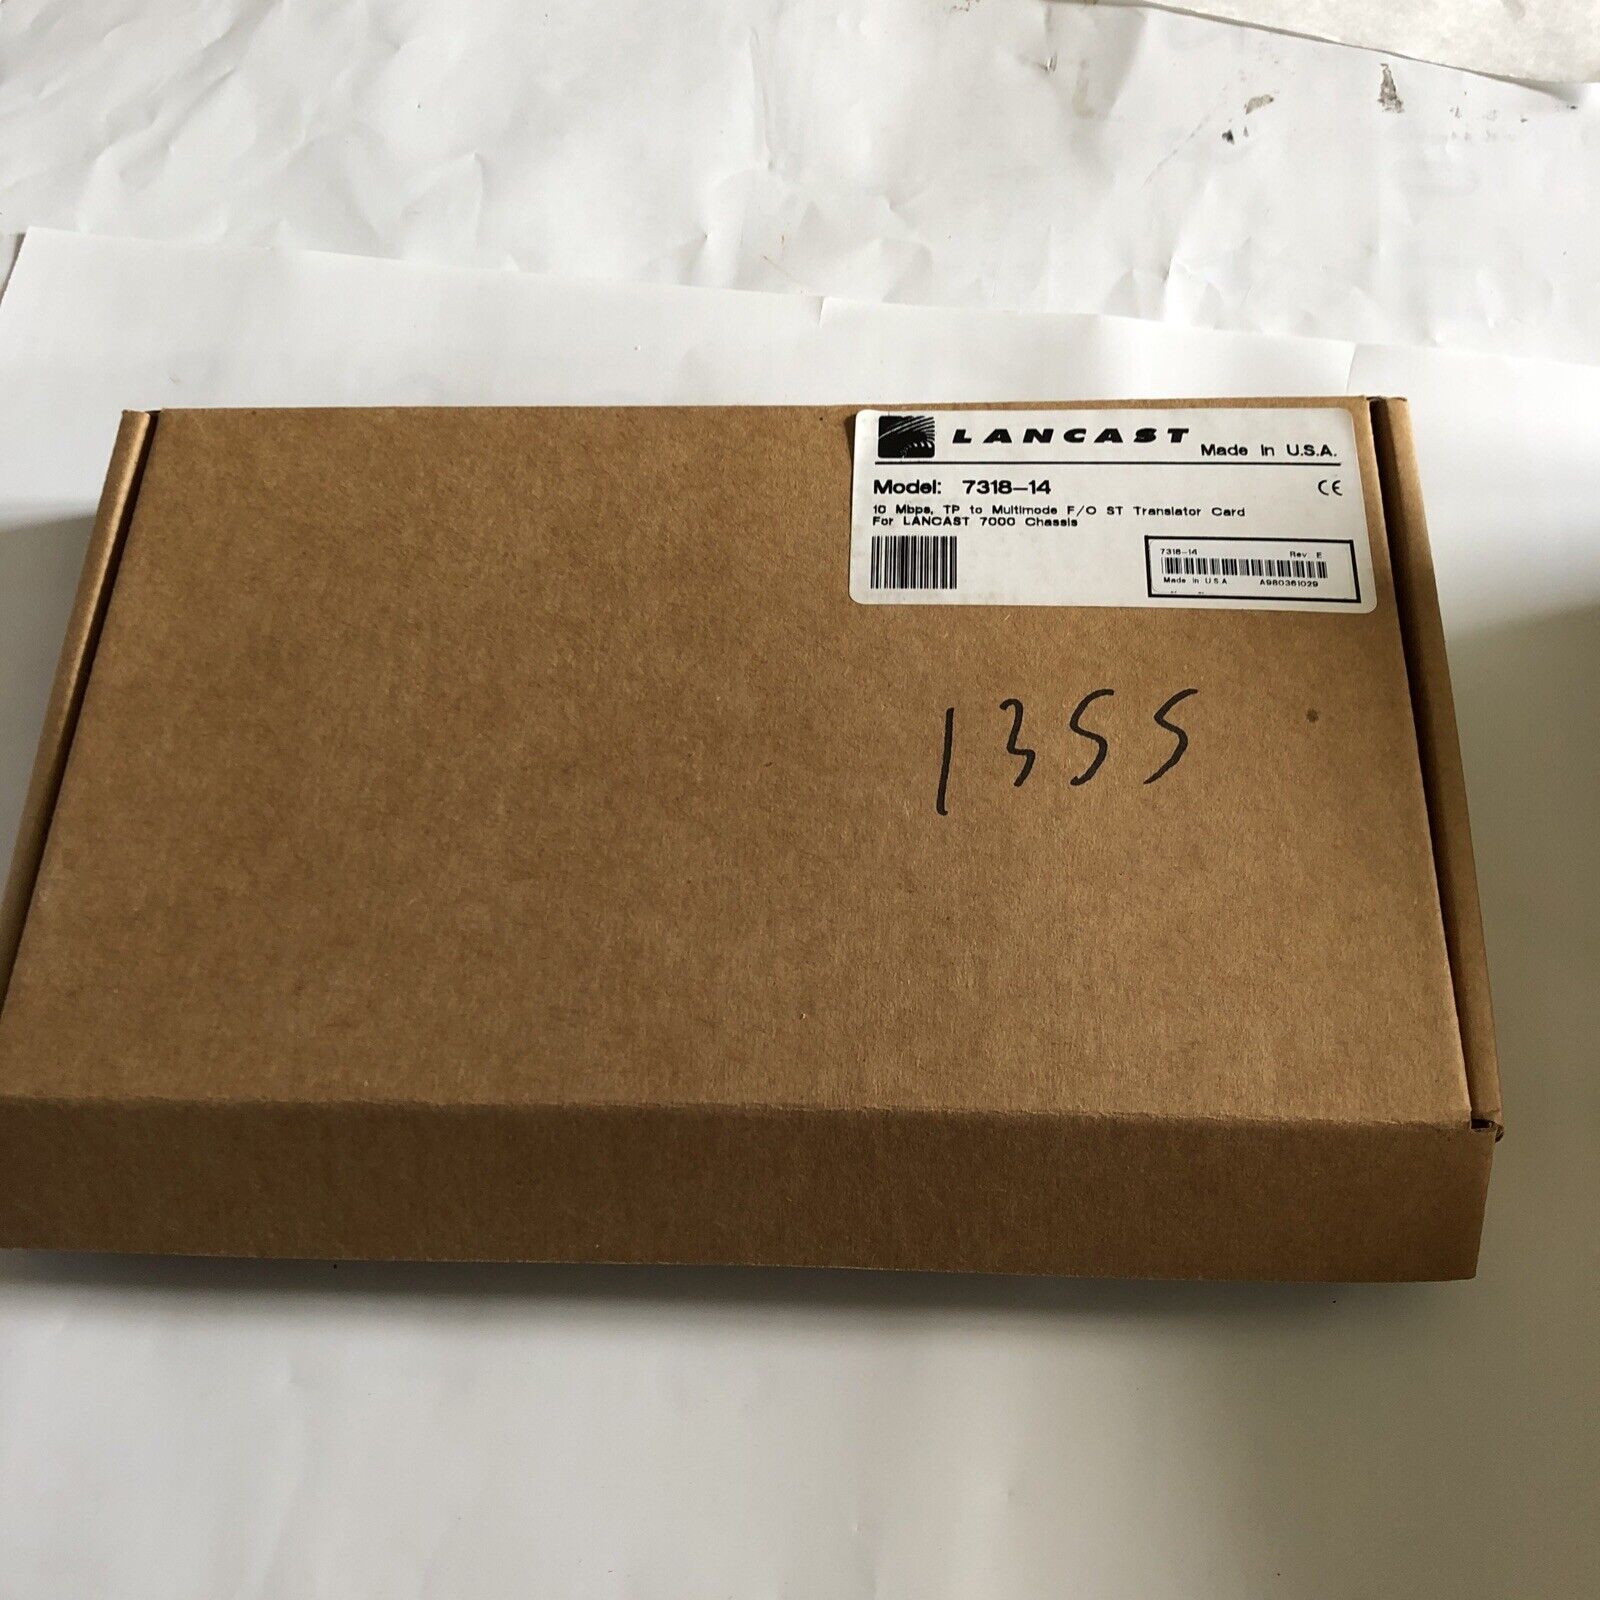 LANCAST
Made in U.S.A.
Model: 7318-14
CE
10 Mbps, TP to Multimode F/O ST Translator Card
For LANCAST 7000 Chassis
7318-14 Rev: E
Made in U.S.A. A980361029
1355